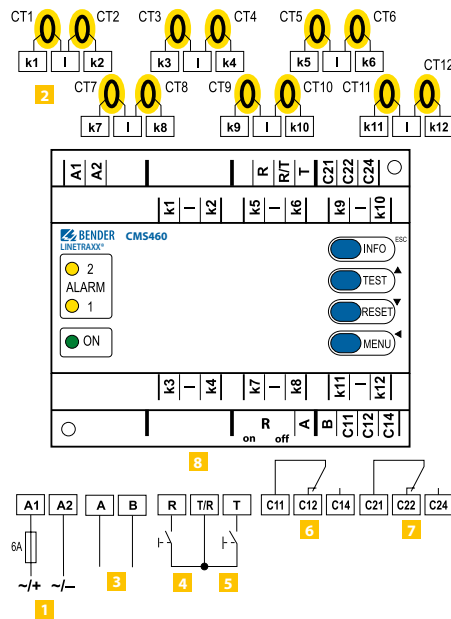 CT1 CT2 CT3 CT4 CT5 CT6
k1 l k2 k3 l k4 k5 l k6
2 CT7 CT8 CT9 CT10 CT11 CT12
k7 l k8 k9 l k10 k11 l k12
A1 A2 R R/T T C21 C22 C24
k1 l k2 k5 l k6 k9 l k10
BENDER CMS460
LINETRAXX®
INFO ESC
2
ALARM
1
TEST
RESET
ON
MENU
k3 l k4 k7 l k8 k11 l k12
R on off A B C11 C12 C14
8
A1 A2 A B R T/R T C11 C12 C14 C21 C22 C24
6A
~/+ ~/–
1 3 4 5 6 7